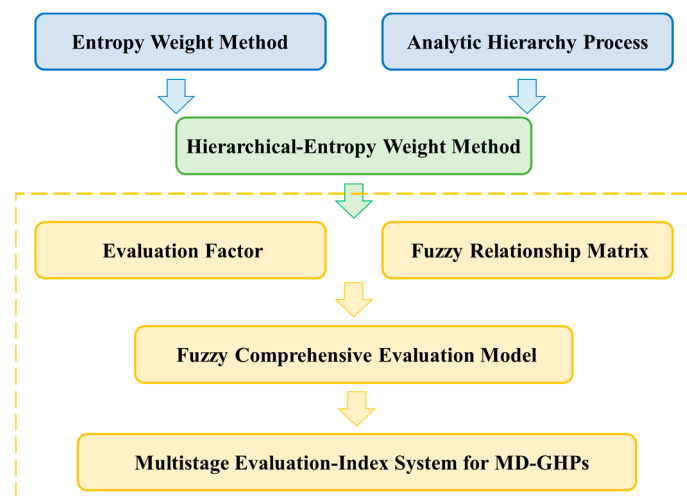 Entropy Weight Method
Analytic Hierarchy Process
Hierarchical-Entropy Weight Method
Evaluation Factor
Fuzzy Relationship Matrix
Fuzzy Comprehensive Evaluation Model
Multistage Evaluation-Index System for MD-GHPs